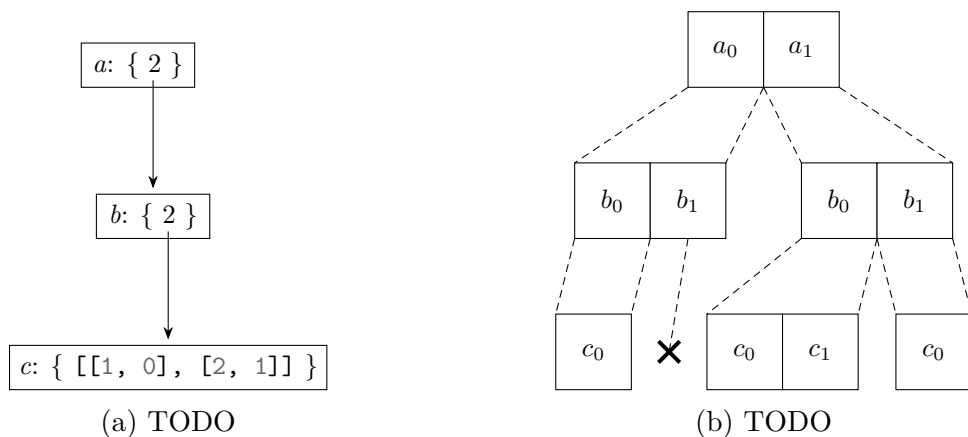 a: { 2 }
b: { 2 }
c: { [[1, 0], [2, 1]] }
(a) TODO
a₀ a₁
b₀ b₁ b₀ b₁
c₀ c₀ c₁ c₀
(b) TODO